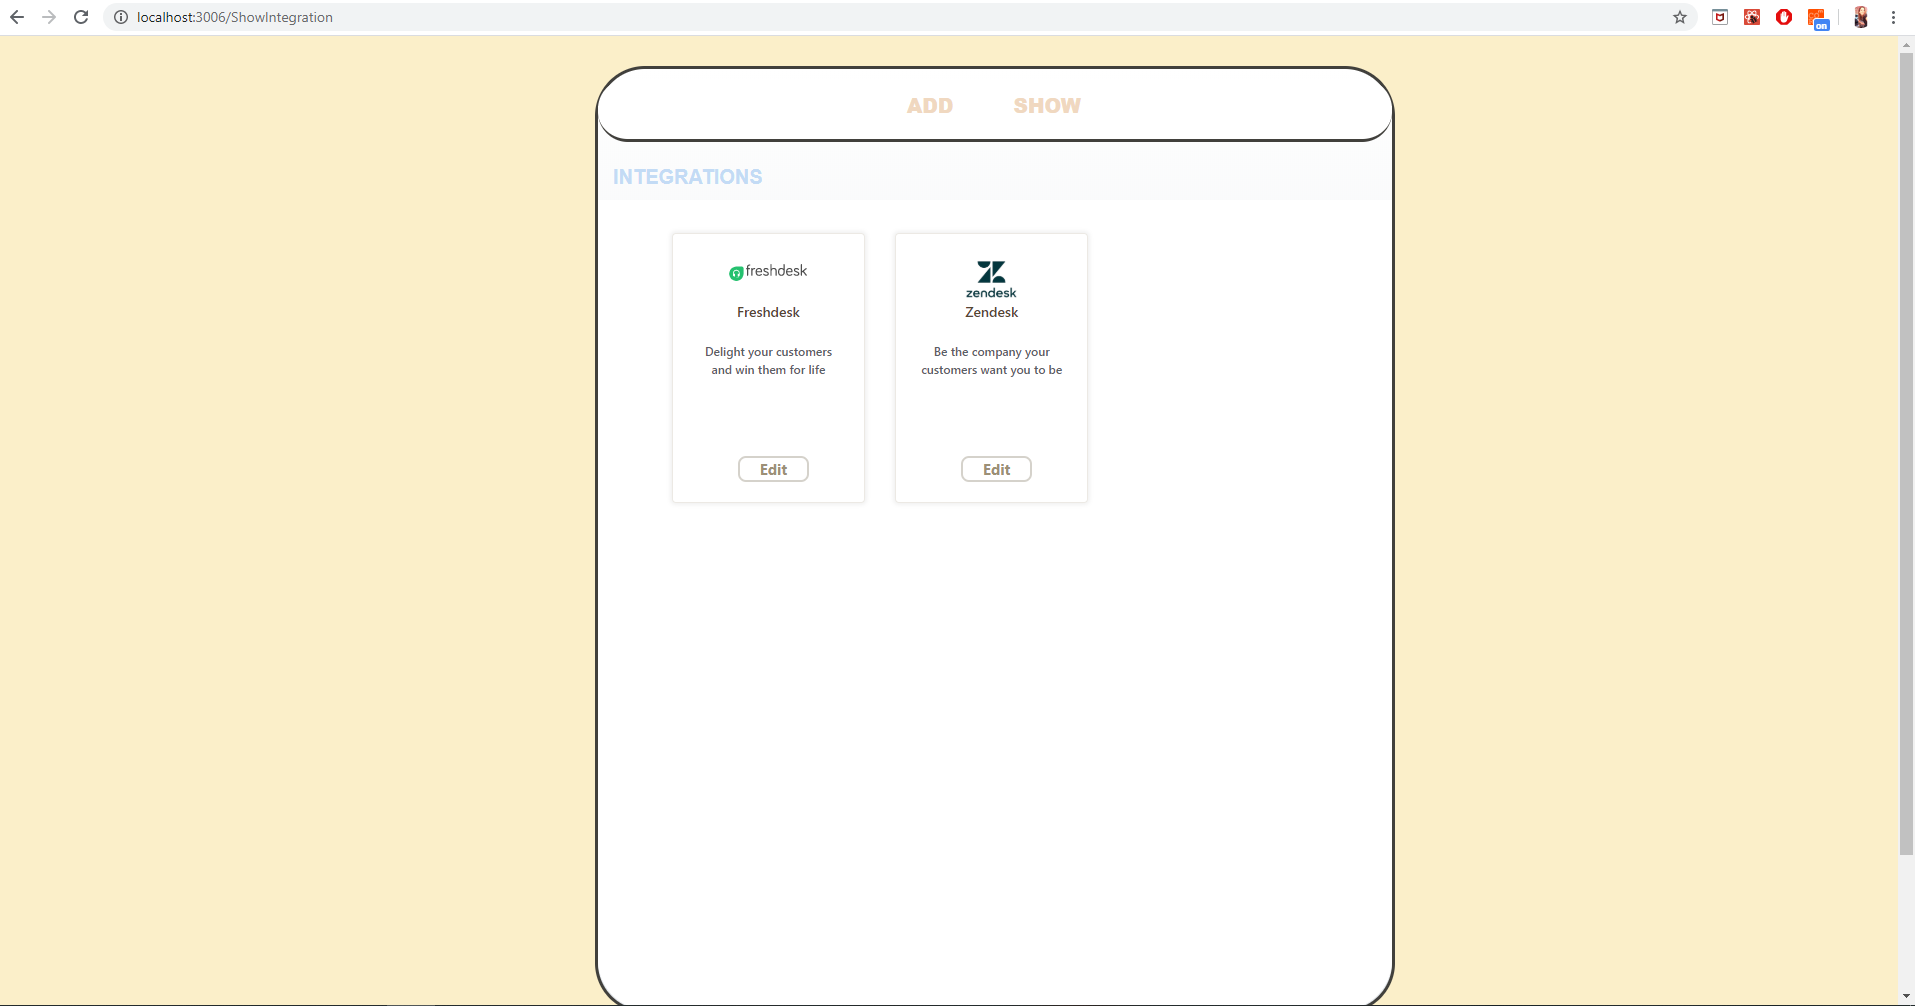 localhost:3006/ShowIntegration
on
ADD SHOW
INTEGRATIONS
freshdesk
Freshdesk
Delight your customers
and win them for life
Edit
zendesk
Zendesk
Be the company your
customers want you to be
Edit